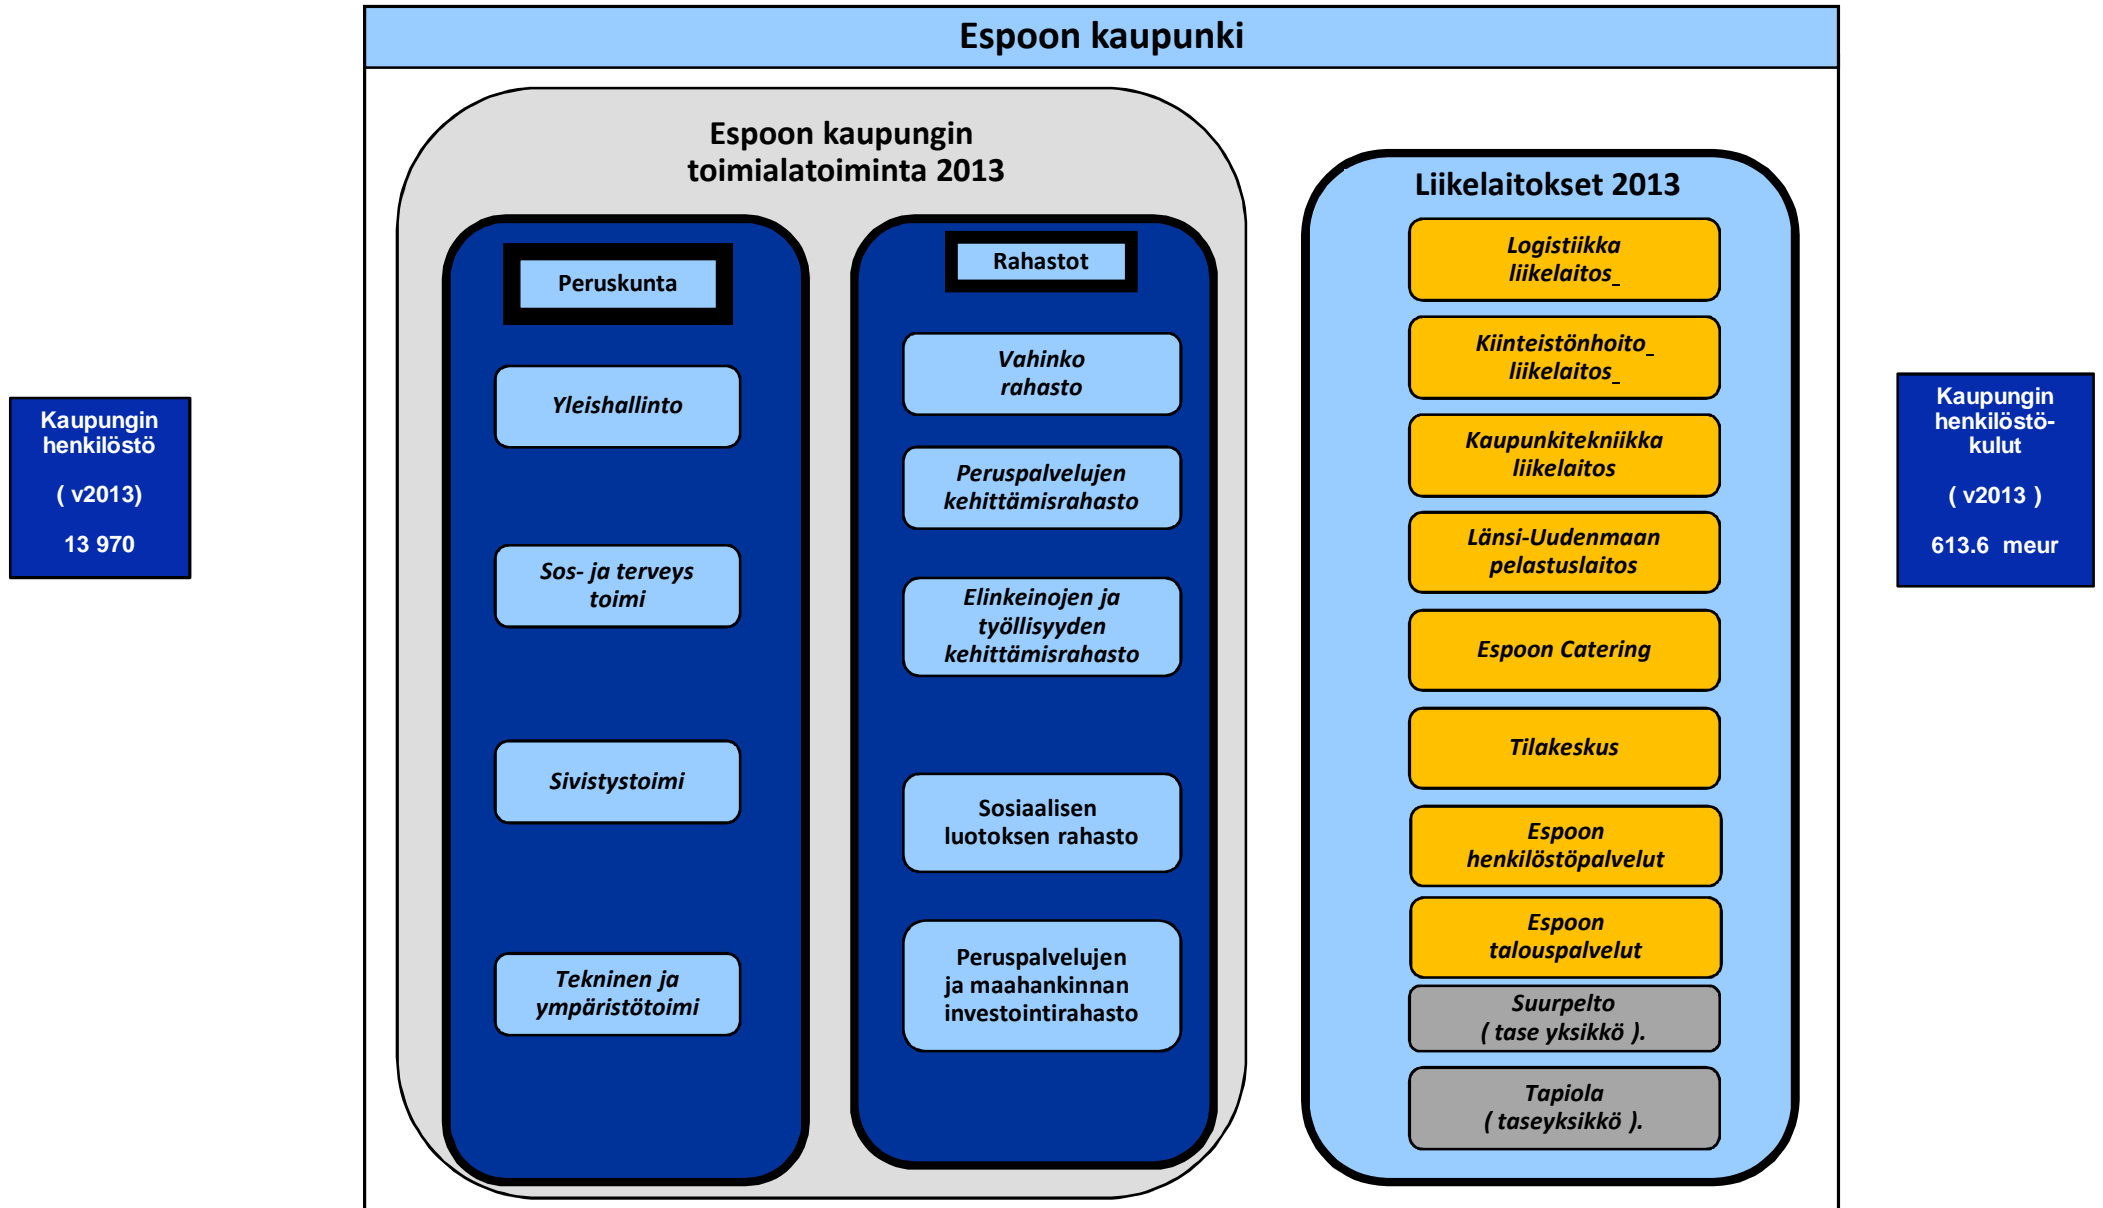 Espoon kaupunki
Kaupungin
henkilöstö
( v2013)
13 970
Espoon kaupungin
toimialatoiminta 2013
Peruskunta
Yleishallinto
Sos- ja terveys
toimi
Sivistystoimi
Tekninen ja
ympäristötoimi
Rahastot
Vahinko
rahasto
Peruspalvelujen
kehittämisrahasto
Elinkeinojen ja
työllisyyden
kehittämisrahasto
Sosiaalisen
luotoksen rahasto
Peruspalvelujen
ja maahankinnan
investointirahasto
Liikelaitokset 2013
Logistiikka
liikelaitos_
Kiinteistönhoito_
liikelaitos_
Kaupunkitekniikka
liikelaitos
Länsi-Uudenmaan
pelastuslaitos
Espoon Catering
Tilakeskus
Espoon
henkilöstöpalvelut
Espoon
talouspalvelut
Suurpelto
( tase yksikkö ).
Tapiola
( taseyksikkö ).
Kaupungin
henkilöstö-
kulut
( v2013 )
613.6 meur